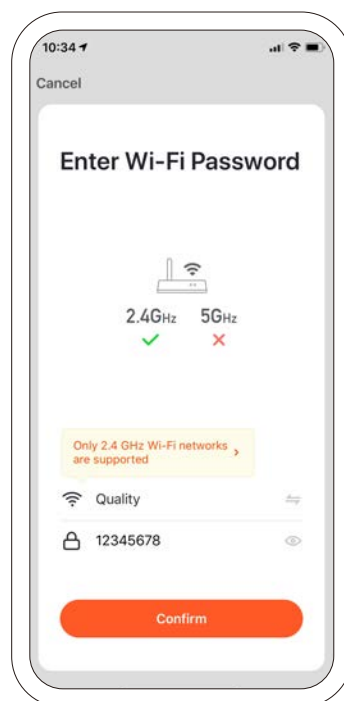 10:34
Cancel
Enter Wi-Fi Password
2.4GHz 5GHz
Only 2.4 GHz Wi-Fi networks
are supported
Quality
12345678
Confirm